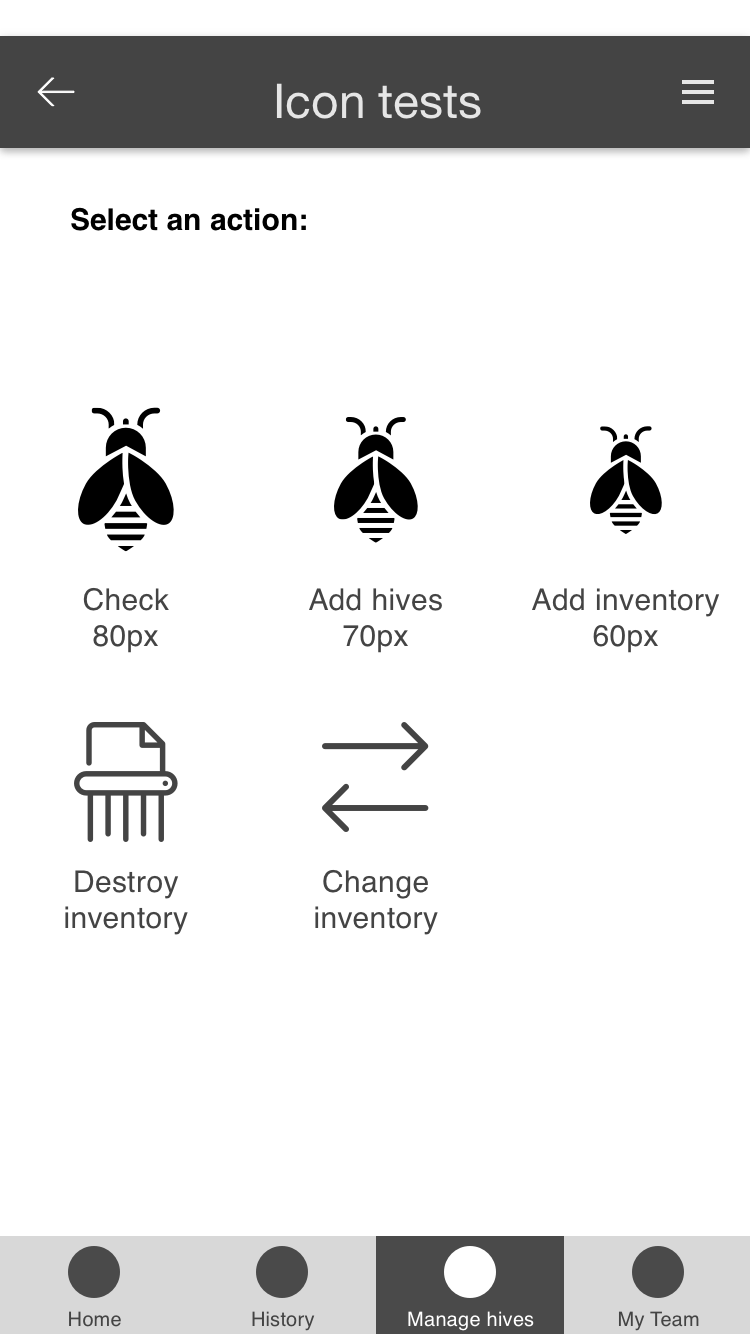 Icon tests
Select an action:
Check
80px
Add hives
70px
Add inventory
60px
Destroy
inventory
Change
inventory
Home
History
Manage hives
My Team